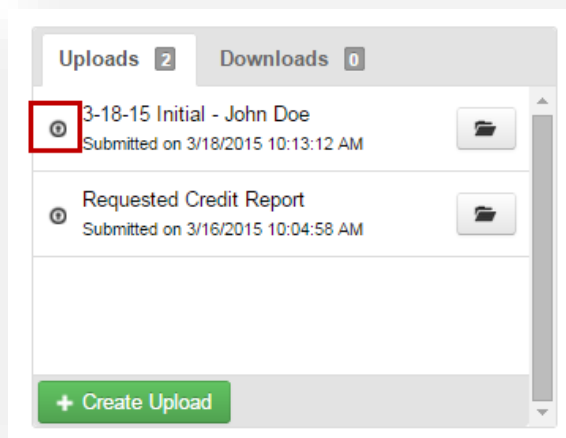 Uploads 2 Downloads 0
3-18-15 Initial - John Doe
Submitted on 3/18/2015 10:13:12 AM
Requested Credit Report
Submitted on 3/16/2015 10:04:58 AM
+ Create Upload